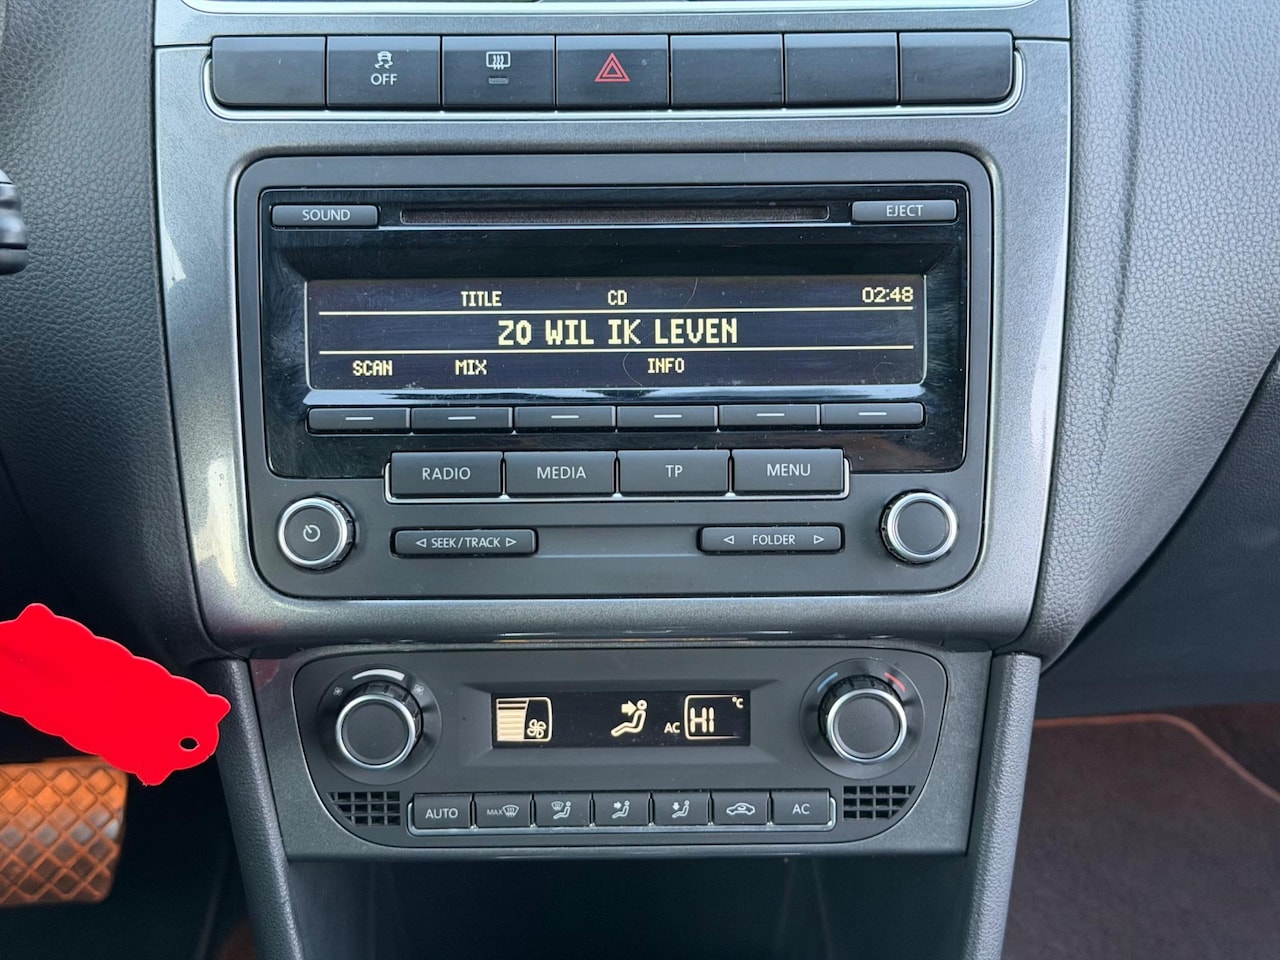 OFF
SOUND
EJECT
TITLE CD 02:48
ZO WIL IK LEVEN
SCAN MIX INFO
RADIO MEDIA TP MENU
SEEK/TRACK
FOLDER
AC HI °C
AUTO MAX AC